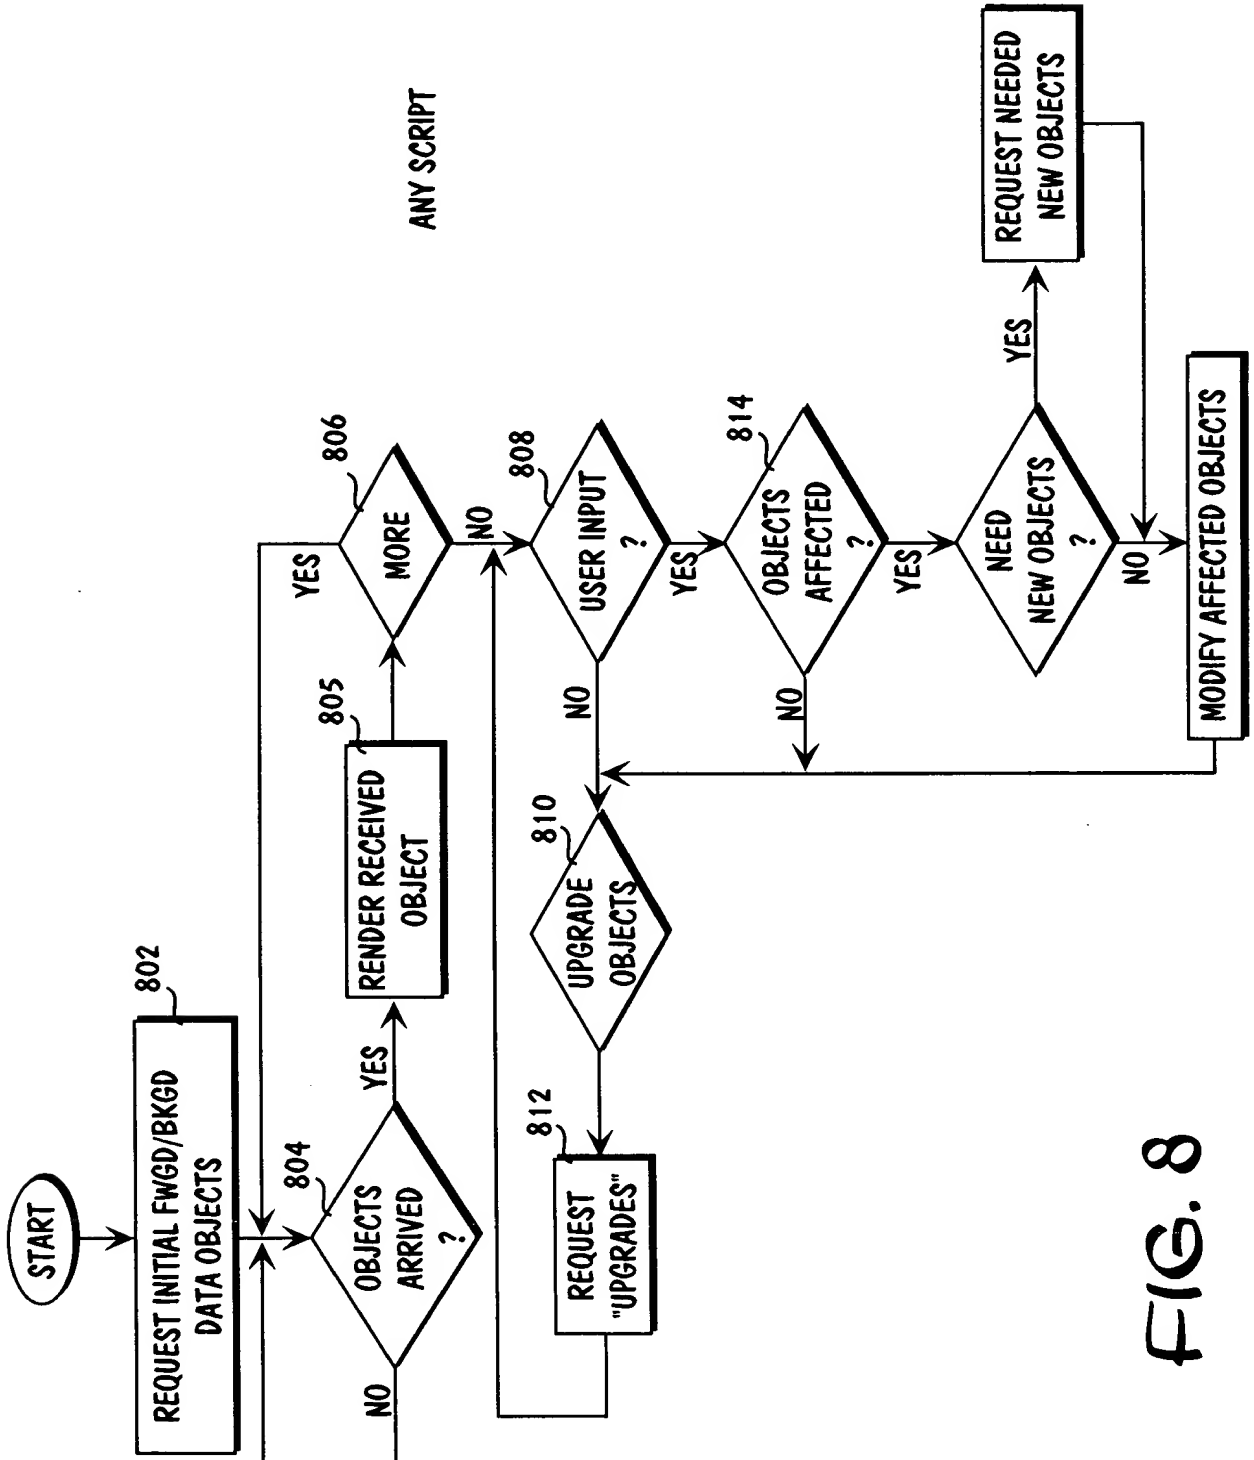 START
802
REQUEST INITIAL FWGD/BKGD
DATA OBJECTS
804
OBJECTS
ARRIVED
?
NO
YES
805
RENDER RECEIVED
OBJECT
806
MORE
YES
NO
ANY SCRIPT
808
USER INPUT
?
NO
YES
810
UPGRADE
OBJECTS
812
REQUEST
"UPGRADES"
814
OBJECTS
AFFECTED
?
NO
YES
NEED
NEW OBJECTS
?
YES
NO
REQUEST NEEDED
NEW OBJECTS
MODIFY AFFECTED OBJECTS
FIG. 8